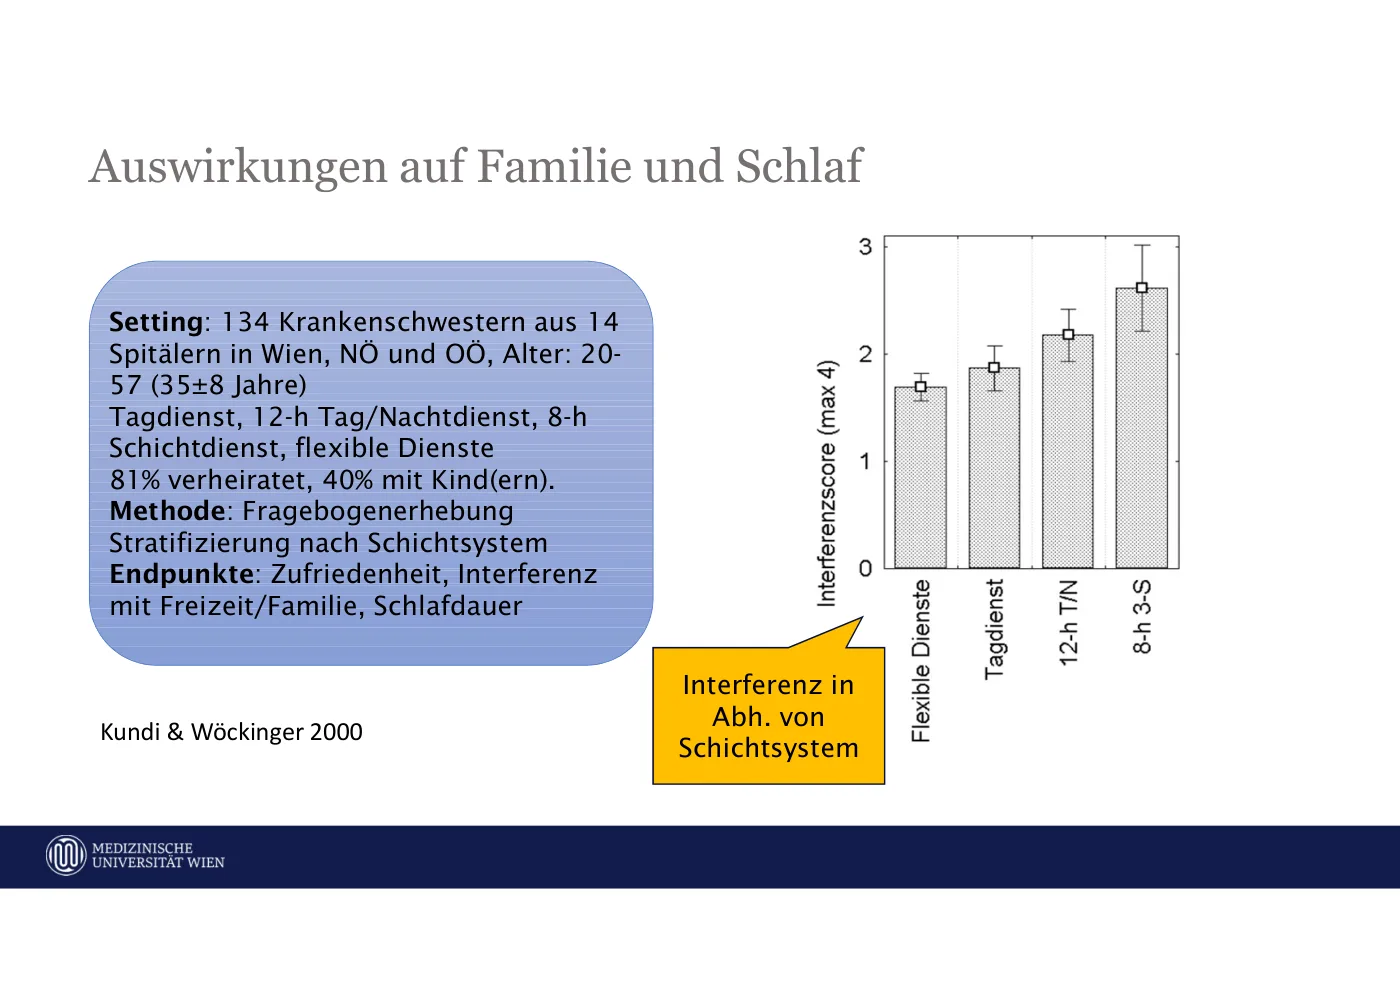 Auswirkungen auf Familie und Schlaf
Setting: 134 Krankenschwestern aus 14
Spitälern in Wien, NÖ und OÖ, Alter: 20-
57 (35±8 Jahre)
Tagdienst, 12-h Tag/Nachtdienst, 8-h
Schichtdienst, flexible Dienste
81% verheiratet, 40% mit Kind(ern).
Methode: Fragebogenerhebung
Stratifizierung nach Schichtsystem
Endpunkte: Zufriedenheit, Interferenz
mit Freizeit/Familie, Schlafdauer
Kundi & Wöckinger 2000
Interferenzscore (max 4)
3
2
1
0
Flexible Dienste
Tagdienst
12-h T/N
8-h 3-S
Interferenz in
Abh. von
Schichtsystem
MEDIZINISCHE
UNIVERSITÄT WIEN